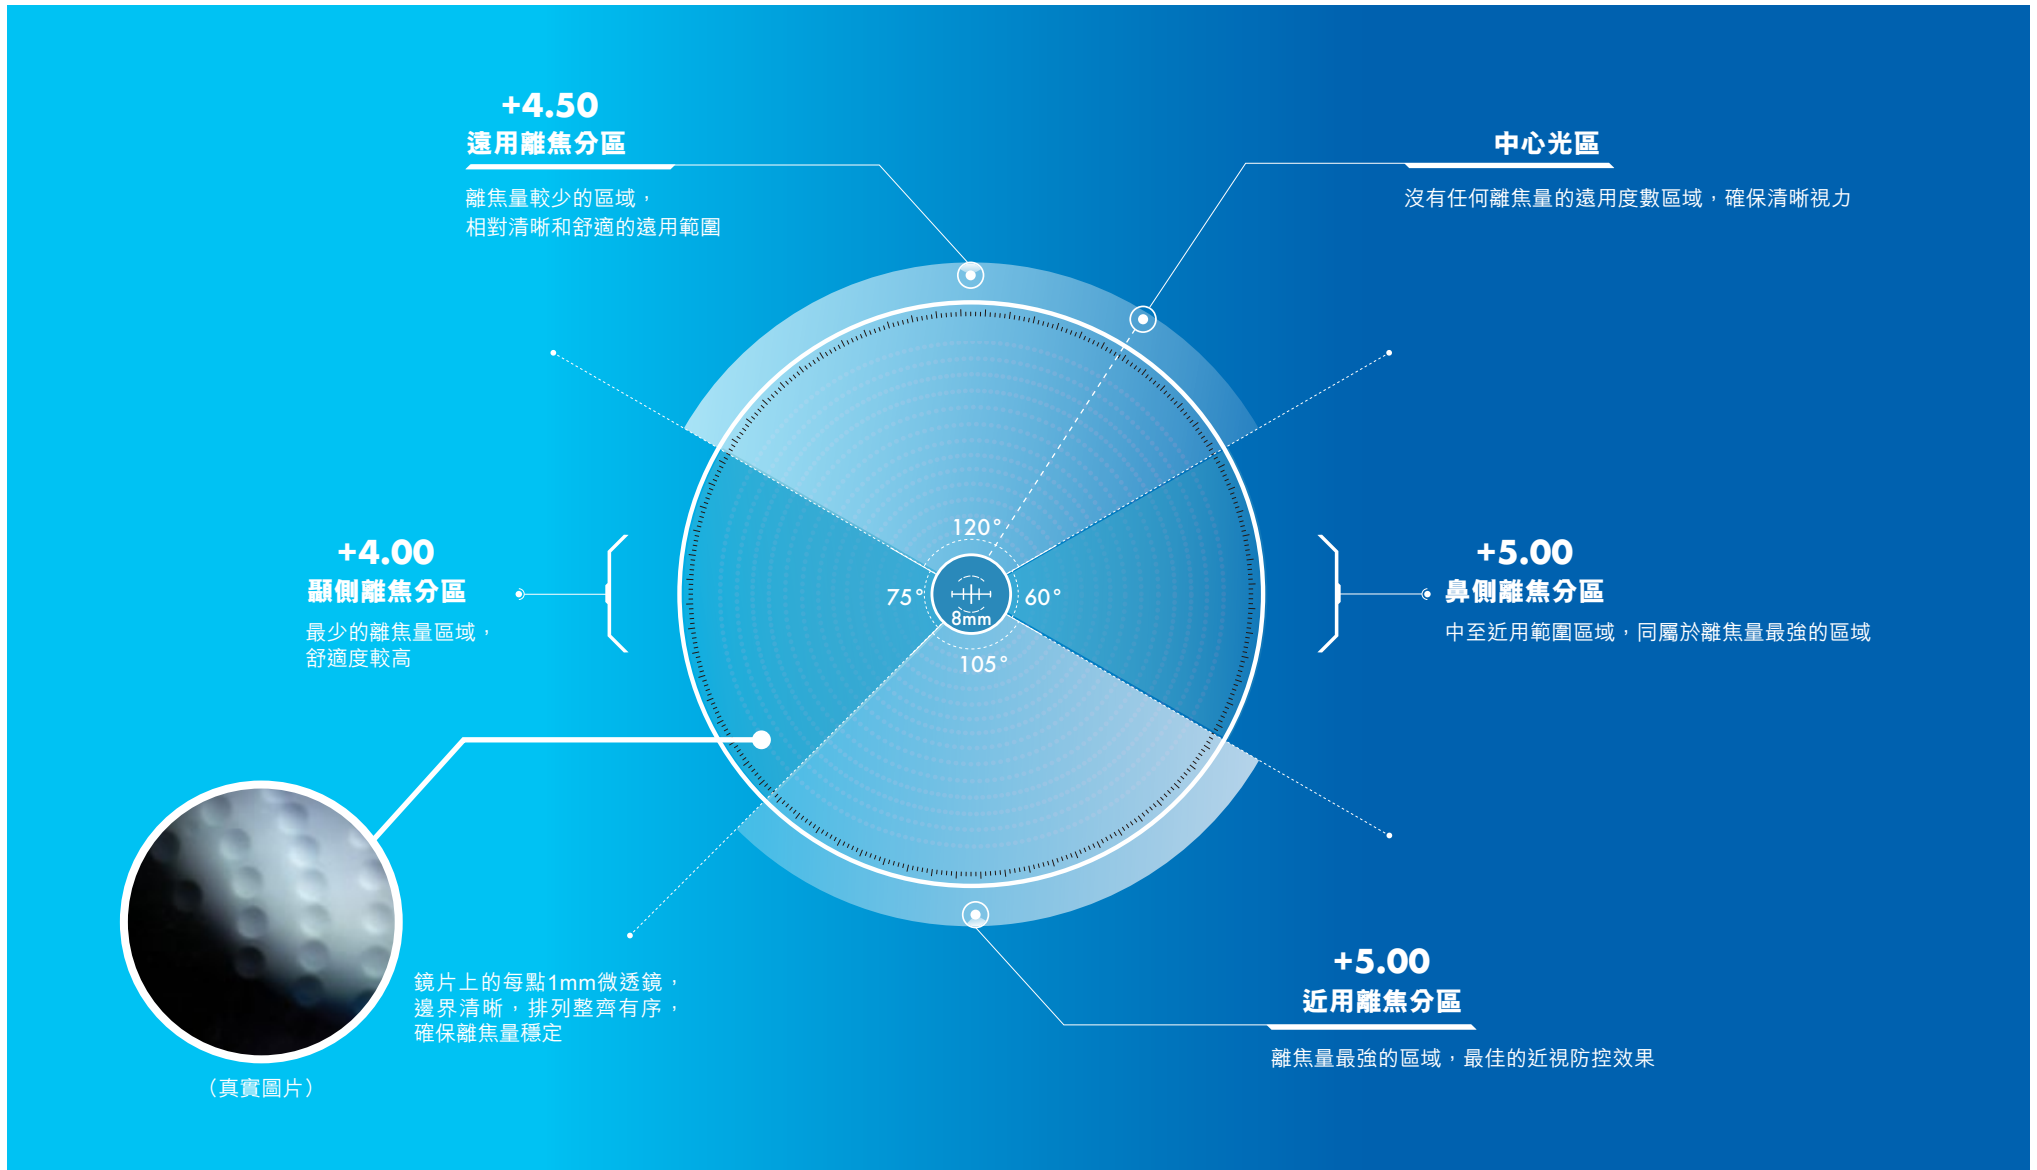 +4.50
遠用離焦分區
離焦量較少的區域，
相對清晰和舒適的遠用範圍
中心光區
沒有任何離焦量的遠用度數區域，確保清晰視力
+4.00
顳側離焦分區
最少的離焦量區域，
舒適度較高
120°
75°
60°
8mm
105°
+5.00
鼻側離焦分區
中至近用範圍區域，同屬於離焦量最強的區域
鏡片上的每點1mm微透鏡，
邊界清晰，排列整齊有序，
確保離焦量穩定
（真實圖片）
+5.00
近用離焦分區
離焦量最強的區域，最佳的近視防控效果